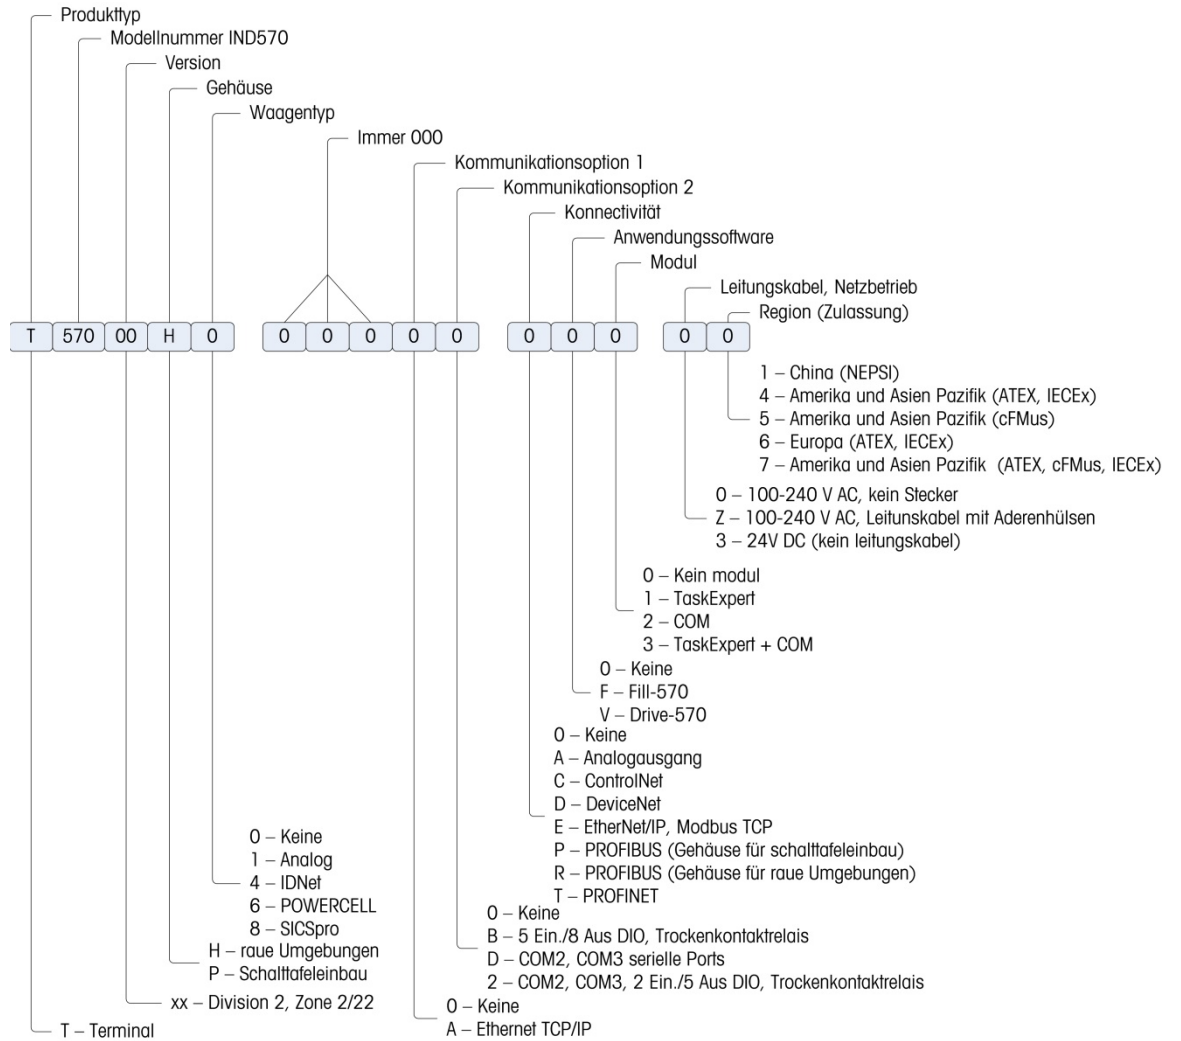 Produkttyp
Modellnummer IND570
Version
Gehäuse
Waagentyp
Immer 000
Kommunikationsoption 1
Kommunikationsoption 2
Konnectivität
Anwendungssoftware
Modul
Leitungskabel, Netzbetrieb
Region (Zulassung)
T 570 00 H 0 0 0 0 0 0 0 0 0 0 0
1 – China (NEPSI)
4 – Amerika und Asien Pazifik (ATEX, IECEx)
5 – Amerika und Asien Pazifik (cFMus)
6 – Europa (ATEX, IECEx)
7 – Amerika und Asien Pazifik (ATEX, cFMus, IECEx)
0 – 100-240 V AC, kein Stecker
Z – 100-240 V AC, Leitunskabel mit Aderenhülsen
3 – 24V DC (kein leitungskabel)
0 – Kein modul
1 – TaskExpert
2 – COM
3 – TaskExpert + COM
0 – Keine
F – Fill-570
V – Drive-570
0 – Keine
A – Analogausgang
C – ControlNet
D – DeviceNet
E – EtherNet/IP, Modbus TCP
P – PROFIBUS (Gehäuse für schalttafeleinbau)
R – PROFIBUS (Gehäuse für raue Umgebungen)
T – PROFINET
0 – Keine
1 – Analog
4 – IDNet
6 – POWERCELL
8 – SICSpro
0 – Keine
B – 5 Ein./8 Aus DIO, Trockenkontaktrelais
D – COM2, COM3 serielle Ports
2 – COM2, COM3, 2 Ein./5 Aus DIO, Trockenkontaktrelais
H – raue Umgebungen
P – Schalttafeleinbau
xx – Division 2, Zone 2/22
0 – Keine
A – Ethernet TCP/IP
T – Terminal